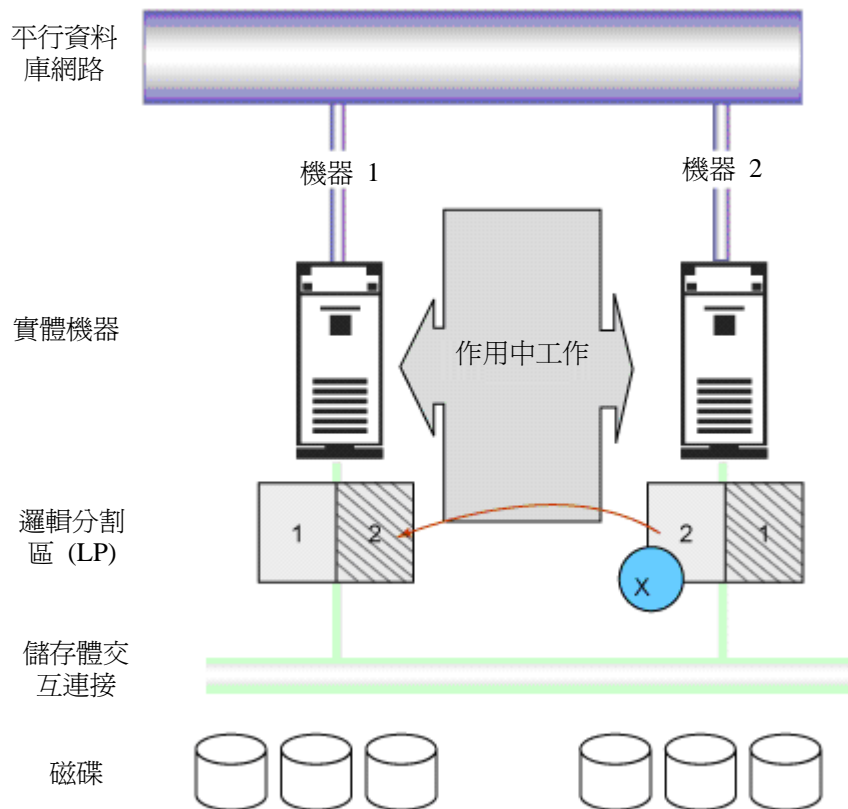 平行資料
庫網路
機器 1
機器 2
實體機器
作用中工作
邏輯分割
區 (LP)
1
2
2
1
X
儲存體交
互連接
磁碟